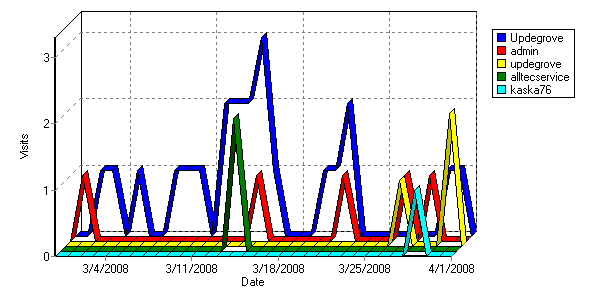 3
2
1
0
Visits
3/4/2008
3/11/2008
3/18/2008
3/25/2008
4/1/2008
Date
Updegrove
admin
updegrove
alltecservice
kaska76